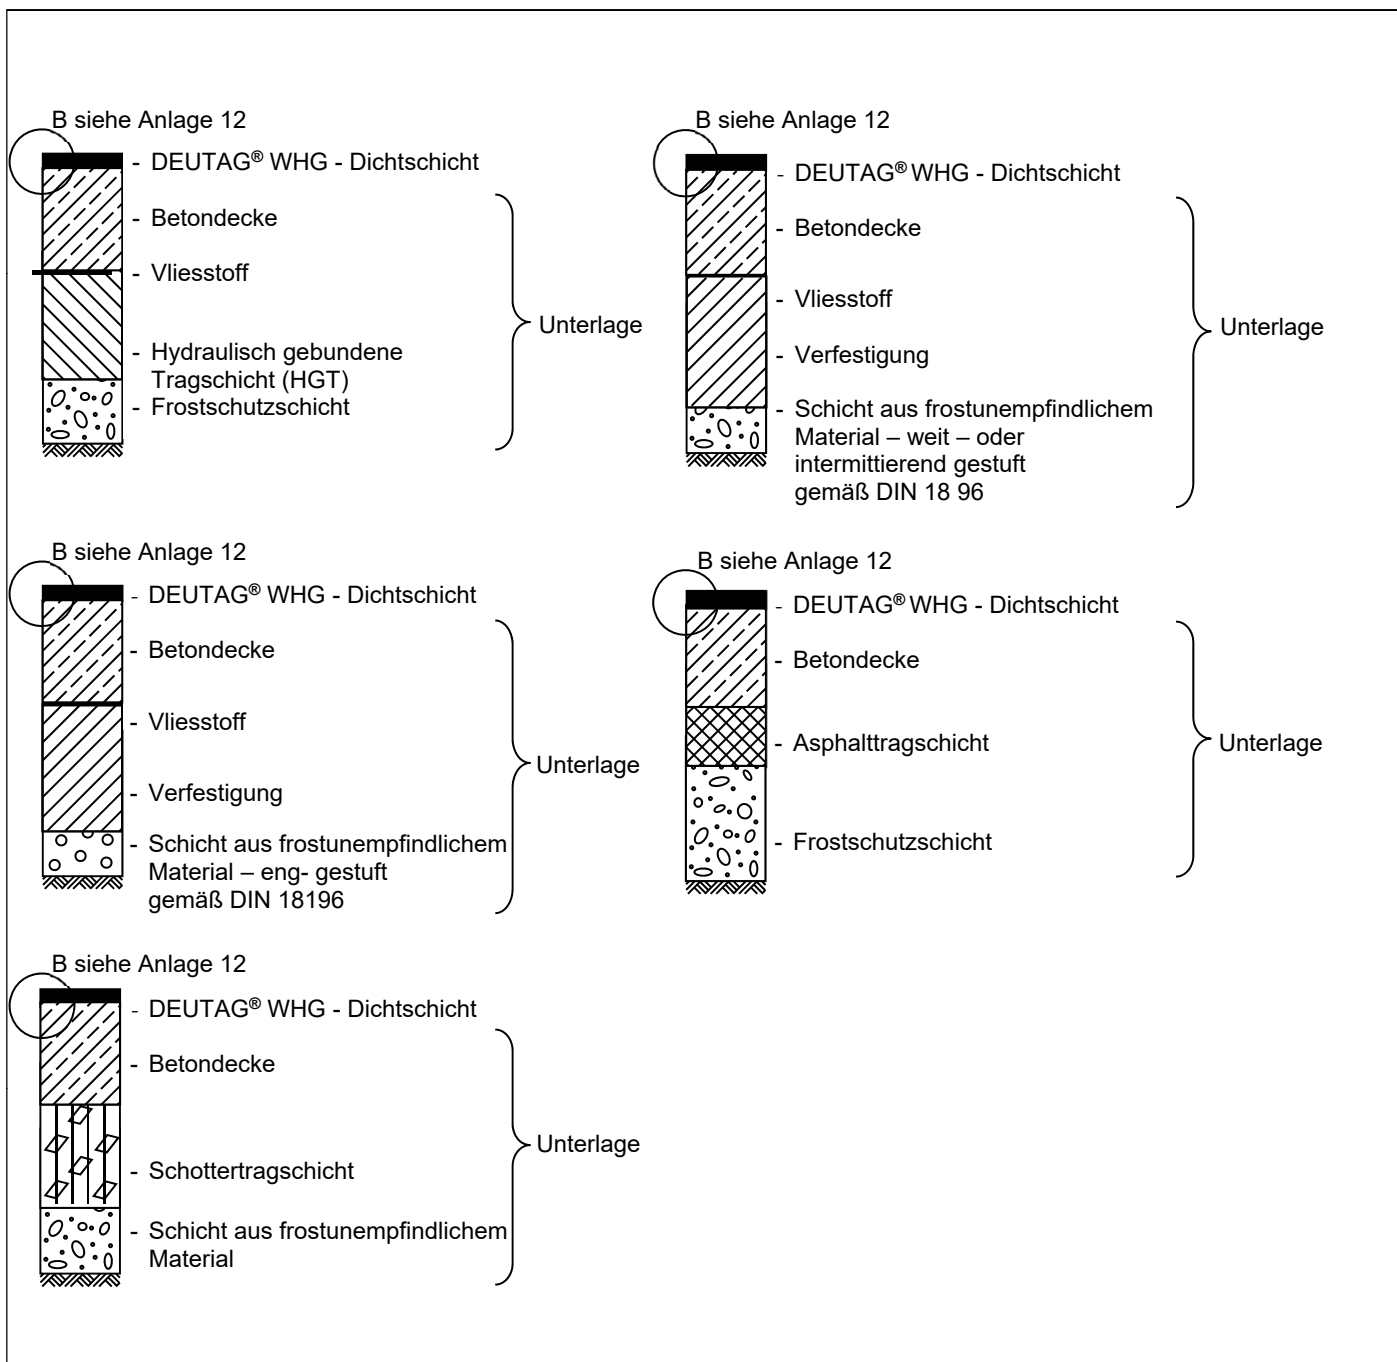 B siehe Anlage 12
- DEUTAG® WHG - Dichtschicht
- Betondecke
- Vliesstoff
- Hydraulisch gebundene
Tragschicht (HGT)
- Frostschutzschicht
Unterlage
B siehe Anlage 12
- DEUTAG® WHG - Dichtschicht
- Betondecke
- Vliesstoff
- Verfestigung
- Schicht aus frostunempfindlichem
Material – weit – oder
intermittierend gestuft
gemäß DIN 18 96
Unterlage
B siehe Anlage 12
- DEUTAG® WHG - Dichtschicht
- Betondecke
- Vliesstoff
- Verfestigung
- Schicht aus frostunempfindlichem
Material – eng- gestuft
gemäß DIN 18196
Unterlage
B siehe Anlage 12
- DEUTAG® WHG - Dichtschicht
- Betondecke
- Asphalttragschicht
- Frostschutzschicht
Unterlage
B siehe Anlage 12
- DEUTAG® WHG - Dichtschicht
- Betondecke
- Schottertragschicht
- Schicht aus frostunempfindlichem
Material
Unterlage